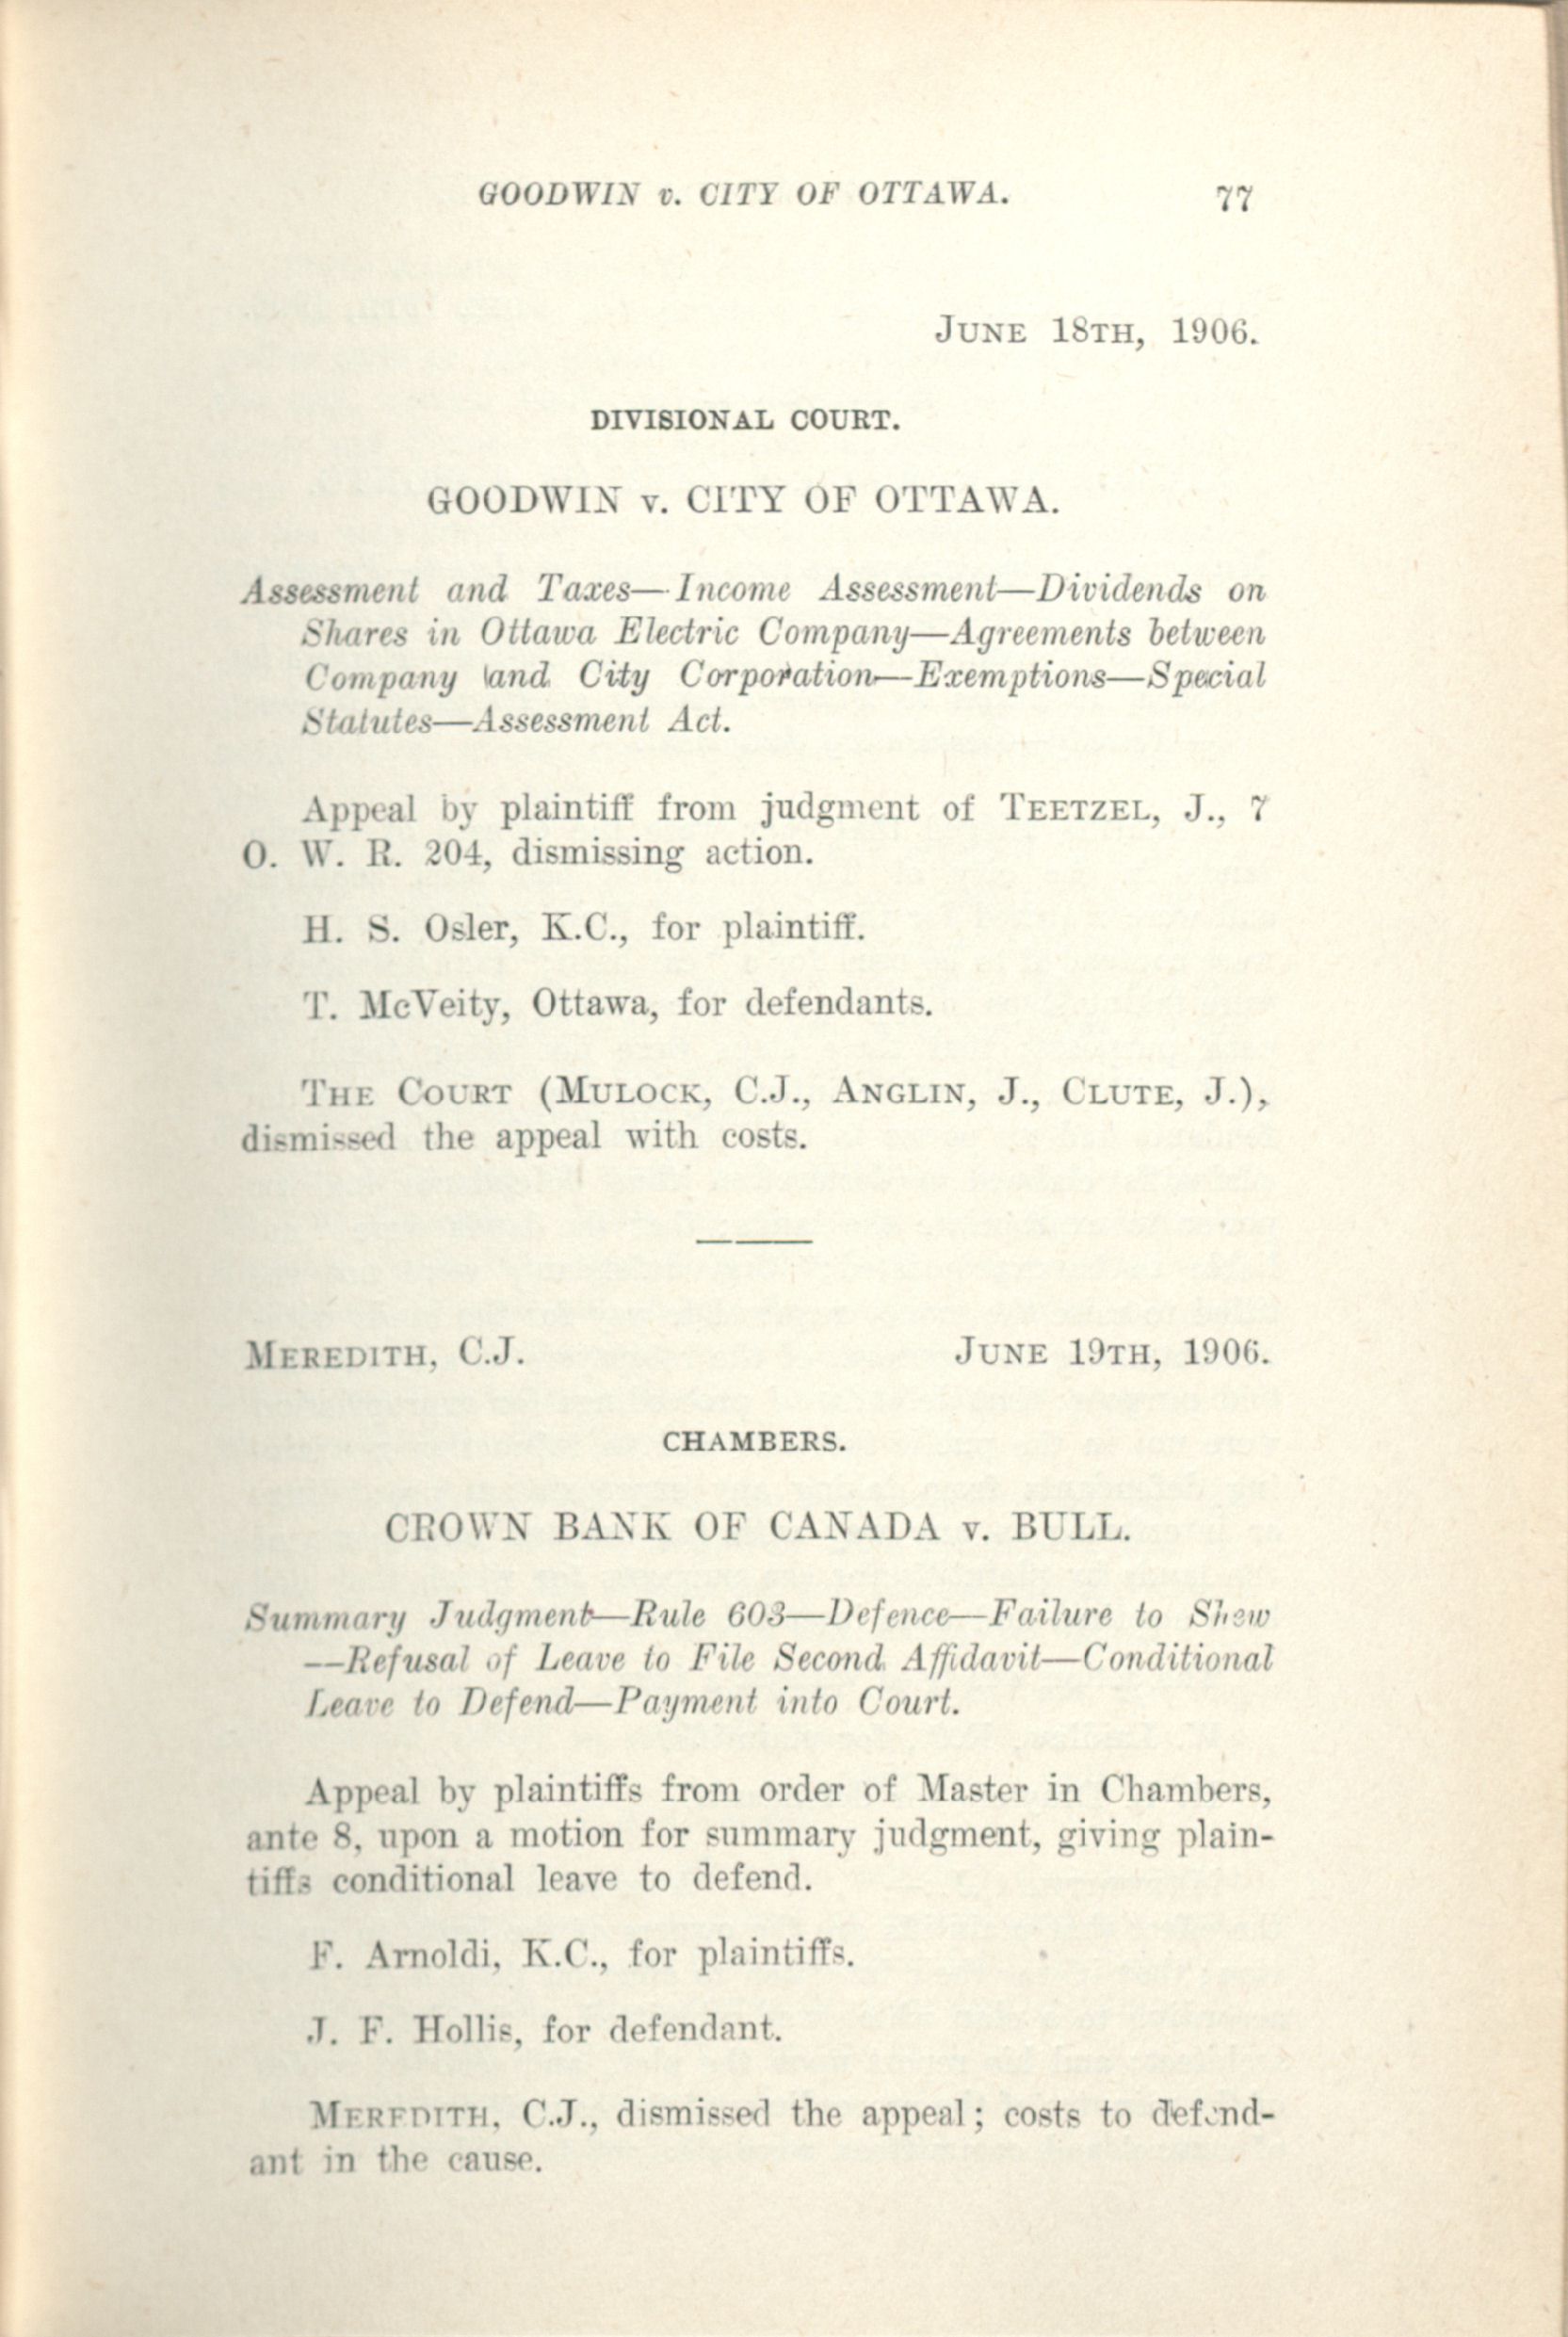 GOODWIN v. CITY OF OTTAWA. 77
JUNE 18TH, 1906.
DIVISIONAL COURT.
GOODWIN v. CITY OF OTTAWA.
Assessment and Taxes—Income Assessment—Dividends on
Shares in Ottawa Electric Company—Agreements between
Company and City Corporation—Exemptions—Special
Statutes—Assessment Act.
Appeal by plaintiff from judgment of TEETZEL, J., 7
O. W. R. 204, dismissing action.
H. S. Osler, K.C., for plaintiff.
T. McVeity, Ottawa, for defendants.
THE COURT (MULOCK, C.J., ANGLIN, J., CLUTE, J.),
dismissed the appeal with costs.
MEREDITH, C.J. JUNE 19TH, 1906.
CHAMBERS.
CROWN BANK OF CANADA v. BULL.
Summary Judgment—Rule 603—Defence—Failure to Shew
—Refusal of Leave to File Second Affidavit—Conditional
Leave to Defend—Payment into Court.
Appeal by plaintiffs from order of Master in Chambers,
ante 8, upon a motion for summary judgment, giving plain-
tiffs conditional leave to defend.
F. Arnoldi, K.C., for plaintiffs.
J. F. Hollis, for defendant.
MEREDITH, C.J., dismissed the appeal; costs to defend-
ant in the cause.